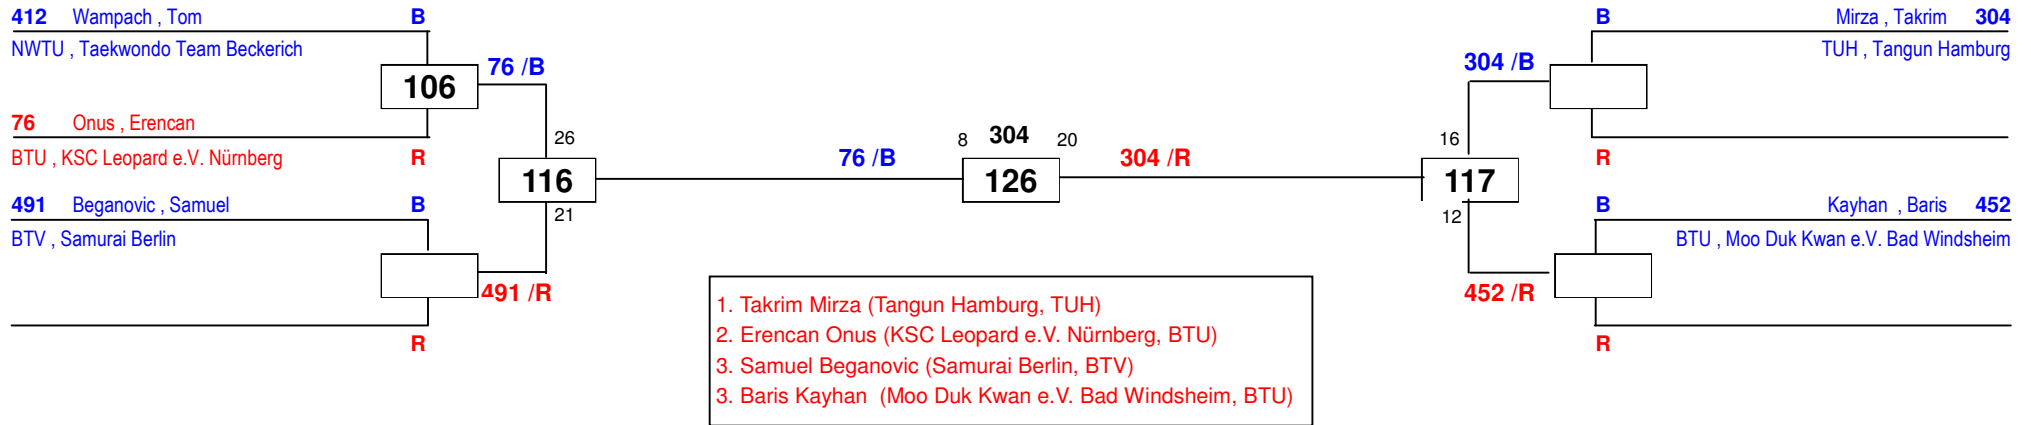 412 Wampach , Tom B
NWTU , Taekwondo Team Beckerich
106
76 /B
76 Onus , Erencan
BTU , KSC Leopard e.V. Nürnberg R
26
116
21
491 Beganovic , Samuel B
BTV , Samurai Berlin
491 /R
R
76 /B
8 304 20
126
304 /R
B Mirza , Takrim 304
TUH , Tangun Hamburg
304 /B
R
16
117
12
B Kayhan , Baris 452
BTU , Moo Duk Kwan e.V. Bad Windsheim
452 /R
R
1. Takrim Mirza (Tangun Hamburg, TUH)
2. Erencan Onus (KSC Leopard e.V. Nürnberg, BTU)
3. Samuel Beganovic (Samurai Berlin, BTV)
3. Baris Kayhan (Moo Duk Kwan e.V. Bad Windsheim, BTU)